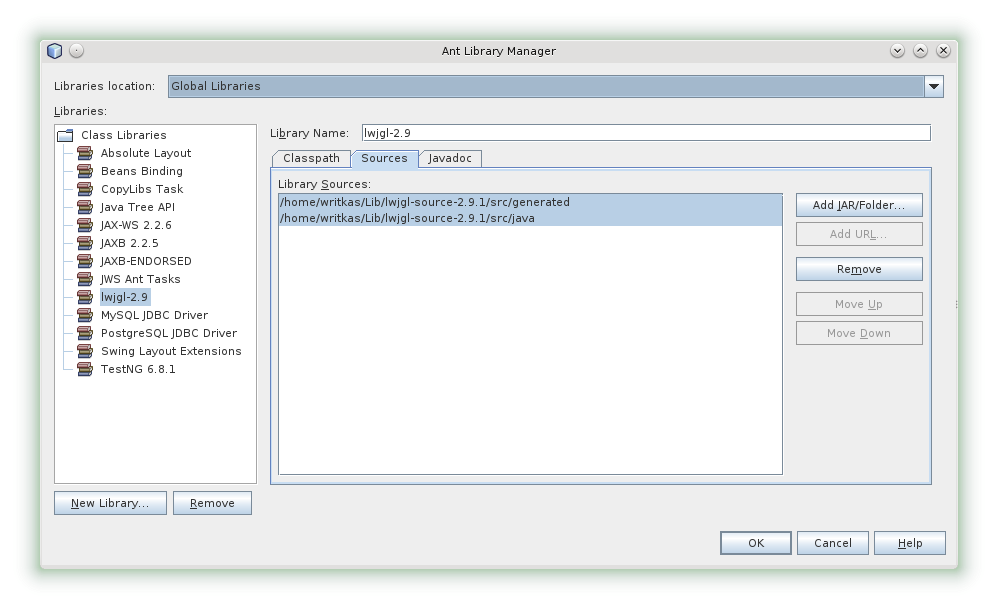 Ant Library Manager
Libraries location: Global Libraries
Libraries:
Class Libraries
Absolute Layout
Beans Binding
CopyLibs Task
Java Tree API
JAX-WS 2.2.6
JAXB 2.2.5
JAXB-ENDORSED
JWS Ant Tasks
lwjgl-2.9
MySQL JDBC Driver
PostgreSQL JDBC Driver
Swing Layout Extensions
TestNG 6.8.1
New Library... Remove
Library Name: lwjgl-2.9
Classpath Sources Javadoc
Library Sources:
/home/writkas/Lib/lwjgl-source-2.9.1/src/generated
/home/writkas/Lib/lwjgl-source-2.9.1/src/java
Add JAR/Folder...
Add URL...
Remove
Move Up
Move Down
OK Cancel Help